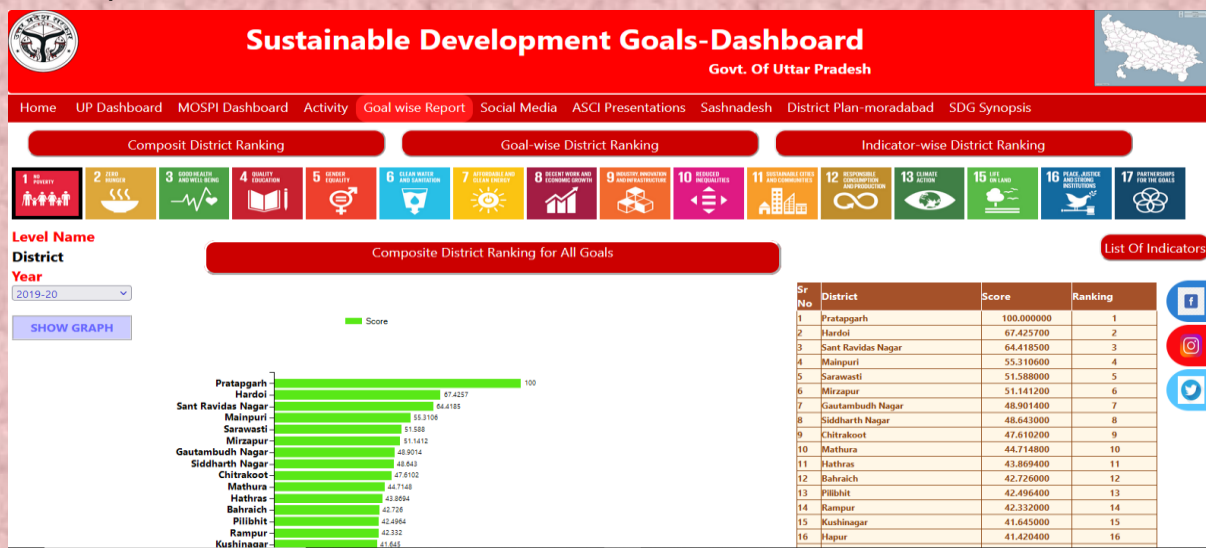 Sustainable Development Goals-Dashboard
Govt. Of Uttar Pradesh
Home UP Dashboard MOSPI Dashboard Activity Goal wise Report Social Media ASCI Presentations Sashnadesh District Plan-moradabad SDG Synopsis
Composit District Ranking Goal-wise District Ranking Indicator-wise District Ranking
1 NO POVERTY
2 ZERO HUNGER
3 GOOD HEALTH AND WELL BEING
4 QUALITY EDUCATION
5 GENDER EQUALITY
6 CLEAN WATER AND SANITATION
7 AFFORDABLE AND CLEAN ENERGY
8 DECENT WORK AND ECONOMIC GROWTH
9 INDUSTRY, INNOVATION AND INFRASTRUCTURE
10 REDUCED INEQUALITIES
11 SUSTAINABLE CITIES AND COMMUNITIES
12 RESPONSIBLE CONSUMPTION AND PRODUCTION
13 CLIMATE ACTION
15 LIFE ON LAND
16 PEACE, JUSTICE AND STRONG INSTITUTIONS
17 PARTNERSHIPS FOR THE GOALS
Level Name
District
Year
2019-20
SHOW GRAPH
Composite District Ranking for All Goals
List Of Indicators
Score
Pratapgarh 100
Hardoi 67.4257
Sant Ravidas Nagar 64.4185
Mainpuri 55.3106
Sarawasti 51.588
Mirzapur 51.1412
Gautambudh Nagar 48.9014
Siddharth Nagar 48.643
Chitrakoot 47.6102
Mathura 44.7148
Hathras 43.8694
Bahraich 42.726
Pilibhit 42.4964
Rampur 42.332
Kushinagar 41.645
Sr No District Score Ranking
1 Pratapgarh 100.000000 1
2 Hardoi 67.425700 2
3 Sant Ravidas Nagar 64.418500 3
4 Mainpuri 55.310600 4
5 Sarawasti 51.588000 5
6 Mirzapur 51.141200 6
7 Gautambudh Nagar 48.901400 7
8 Siddharth Nagar 48.643000 8
9 Chitrakoot 47.610200 9
10 Mathura 44.714800 10
11 Hathras 43.869400 11
12 Bahraich 42.726000 12
13 Pilibhit 42.496400 13
14 Rampur 42.332000 14
15 Kushinagar 41.645000 15
16 Hapur 41.420400 16